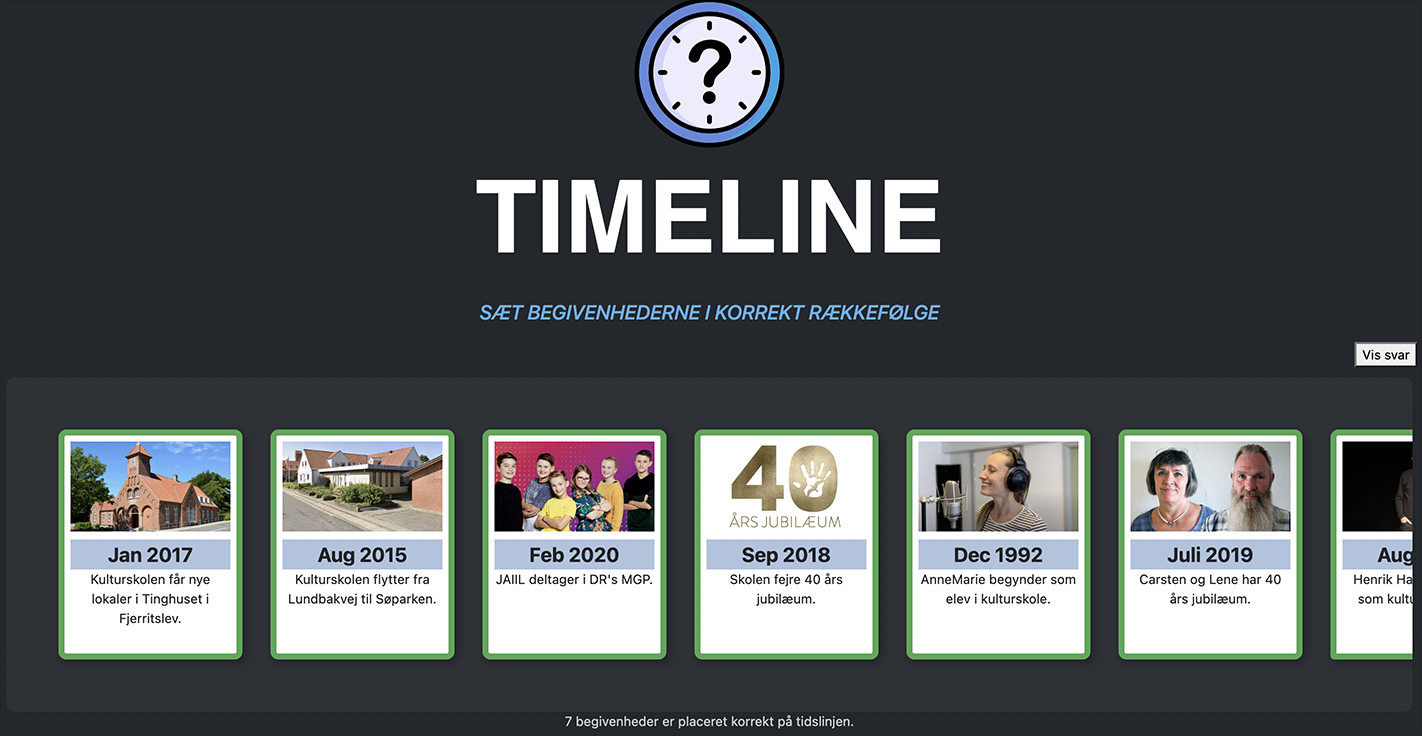 ?
TIMELINE
SÆT BEGIVENHEDERNE I KORREKT RÆKKEFØLGE
Vis svar
Jan 2017
Kulturskolen får nye
lokaler i Tinghuset i
Fjerritslev.
Aug 2015
Kulturskolen flytter fra
Lundbakvej til Søparken.
Feb 2020
JAIIL deltager i DR's MGP.
40
ÅRS JUBILÆUM
Sep 2018
Skolen fejre 40 års
jubilæum.
Dec 1992
AnneMarie begynder som
elev i kulturskole.
Juli 2019
Carsten og Lene har 40
års jubilæum.
Aug
Henrik Ha
som kultu
7 begivenheder er placeret korrekt på tidslinjen.